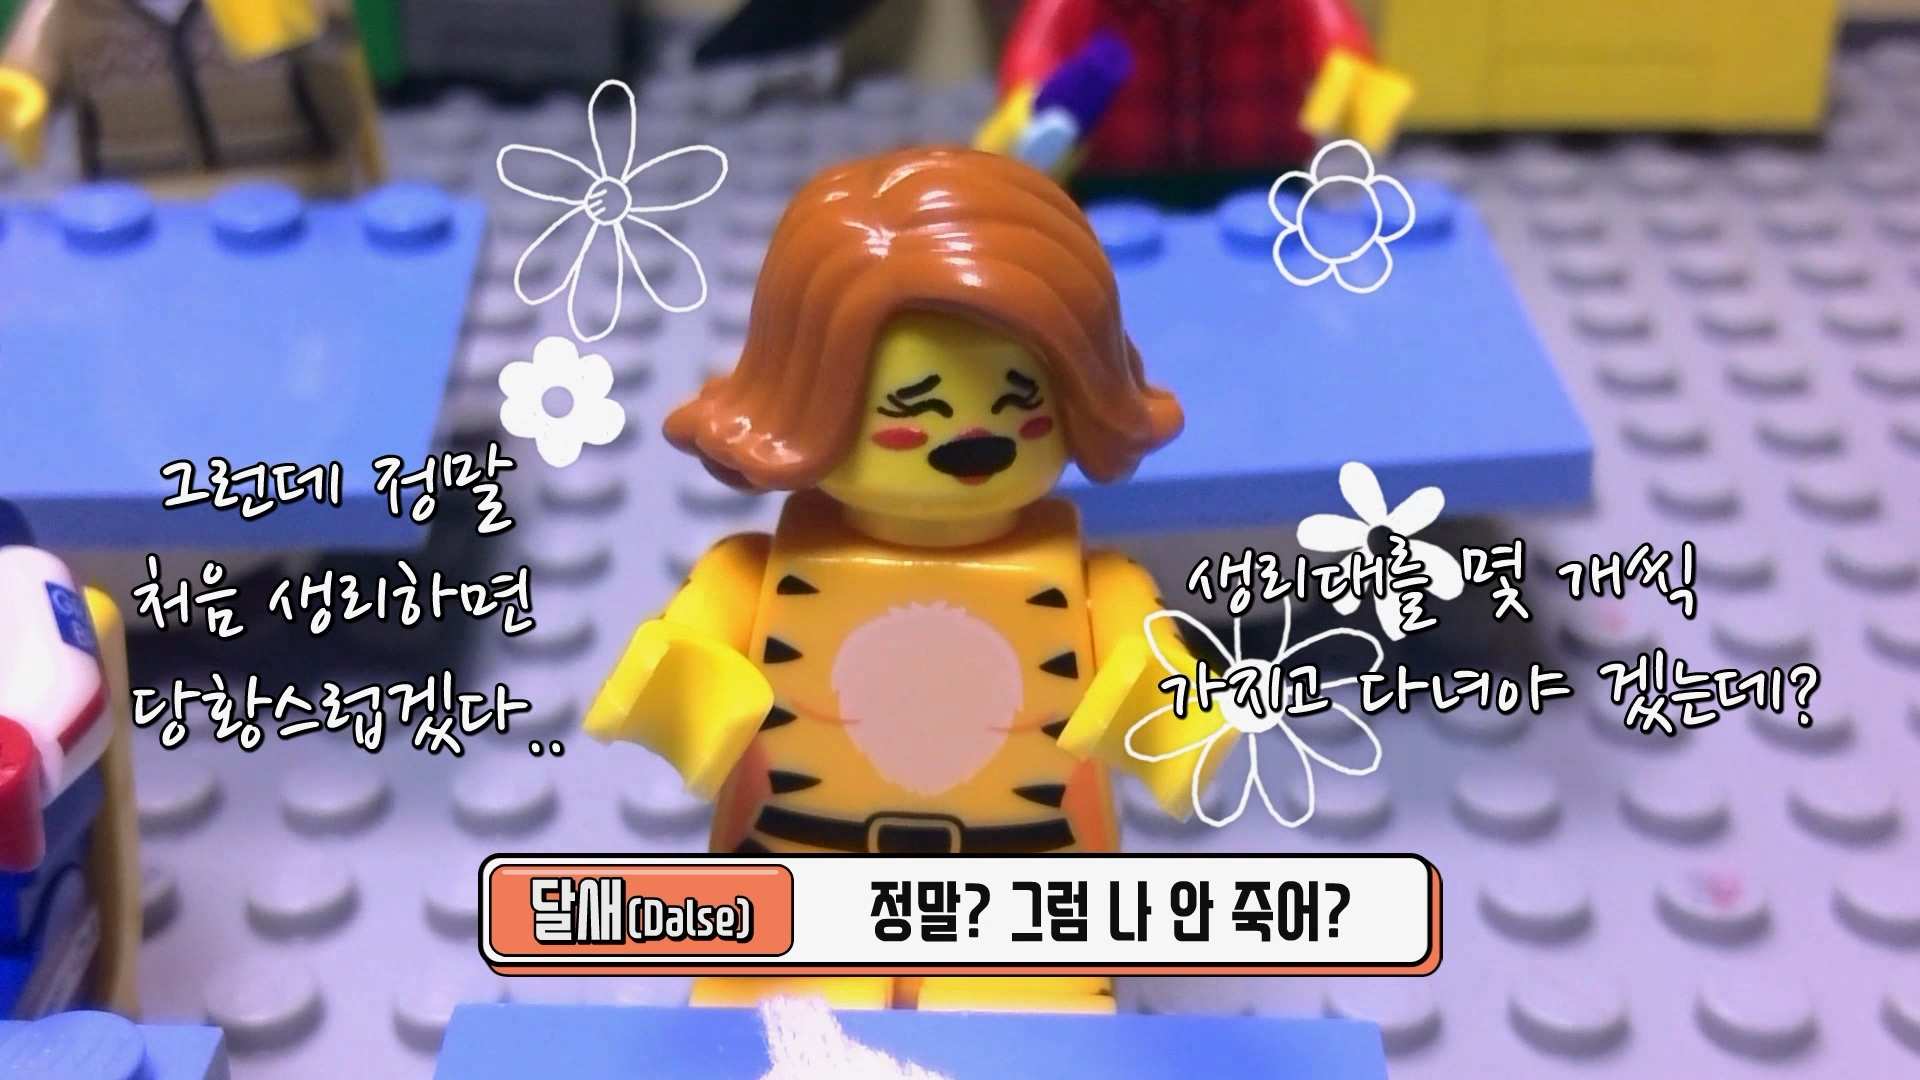 그런데 정말
처음 생리하면
당황스럽겠다..
생리대를 몇 개씩
가지고 다녀야 겠는데?
달새(Dalse) 정말? 그럼 나 안 죽어?